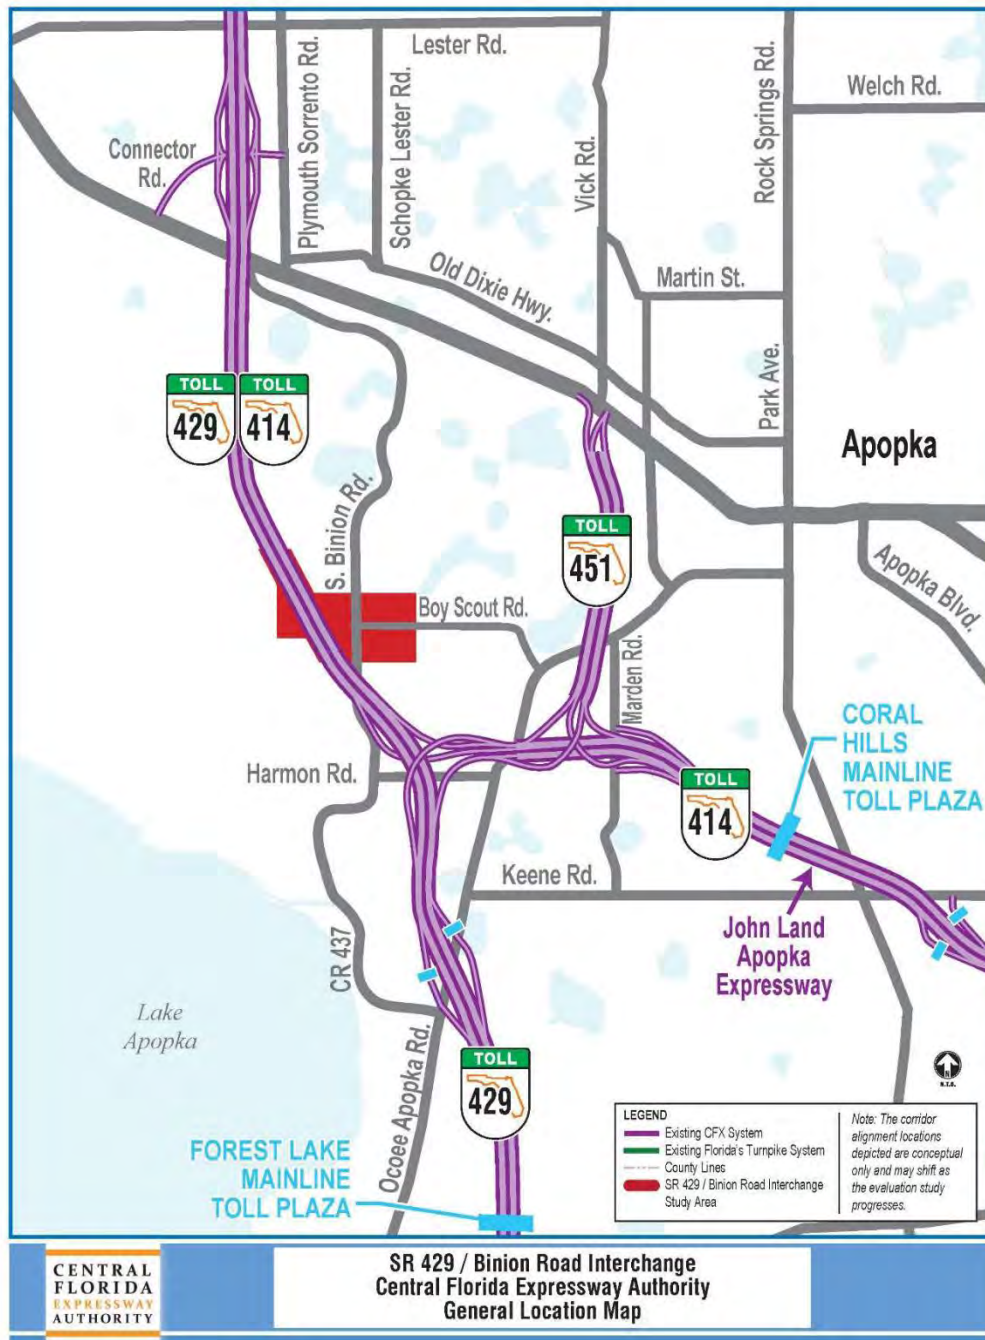 Lester Rd.
Welch Rd.
Plymouth Sorrento Rd.
Schopke Lester Rd.
Vick Rd.
Rock Springs Rd.
Connector
Rd.
Old Dixie Hwy.
Martin St.
Park Ave.
TOLL
429
TOLL
414
Apopka
S. Binion Rd.
TOLL
451
Boy Scout Rd.
Apopka Blvd.
Marden Rd.
CORAL
HILLS
MAINLINE
TOLL PLAZA
Harmon Rd.
TOLL
414
Keene Rd.
John Land
Apopka
Expressway
CR 437
Lake
Apopka
Ocoee Apopka Rd.
TOLL
429
N
N.T.S.
FOREST LAKE
MAINLINE
TOLL PLAZA
LEGEND
Existing CFX System
Existing Florida's Turnpike System
County Lines
SR 429 / Binion Road Interchange
Study Area
Note: The corridor
alignment locations
depicted are conceptual
only and may shift as
the evaluation study
progresses.
CENTRAL
FLORIDA
EXPRESSWAY
AUTHORITY
SR 429 / Binion Road Interchange
Central Florida Expressway Authority
General Location Map